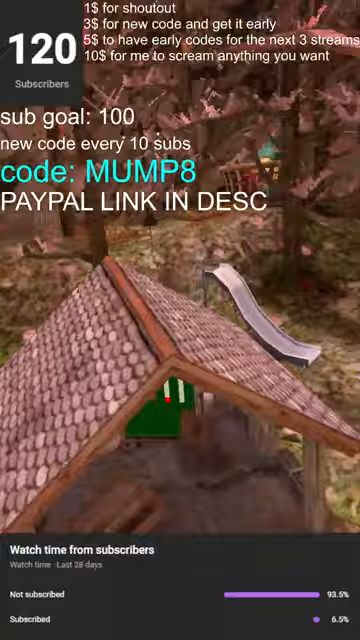 1$ for shoutout
3$ for new code and get it early
5$ to have early codes for the next 3 streams
10$ for me to scream anything you want
120
Subscribers
sub goal: 100
new code every 10 subs
code: MUMP8
PAYPAL LINK IN DESC
Watch time from subscribers
Watch time · Last 28 days
Not subscribed 93.5%
Subscribed 6.5%